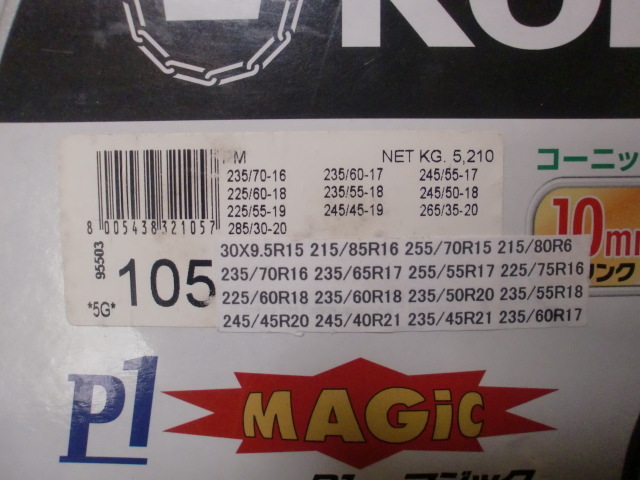 PM NET KG. 5,210
235/70-16 235/60-17 245/55-17
225/60-18 235/55-18 245/50-18
225/55-19 245/45-19 265/35-20
285/30-20
8 005438 321057
95503
*5G*
105
30X9.5R15 215/85R16 255/70R15 215/80R6
235/70R16 235/65R17 255/55R17 225/75R16
225/60R18 235/60R18 235/50R20 235/55R18
245/45R20 245/40R21 235/45R21 235/60R17
コーニッ
10mm
リンク
P1 MAGiC